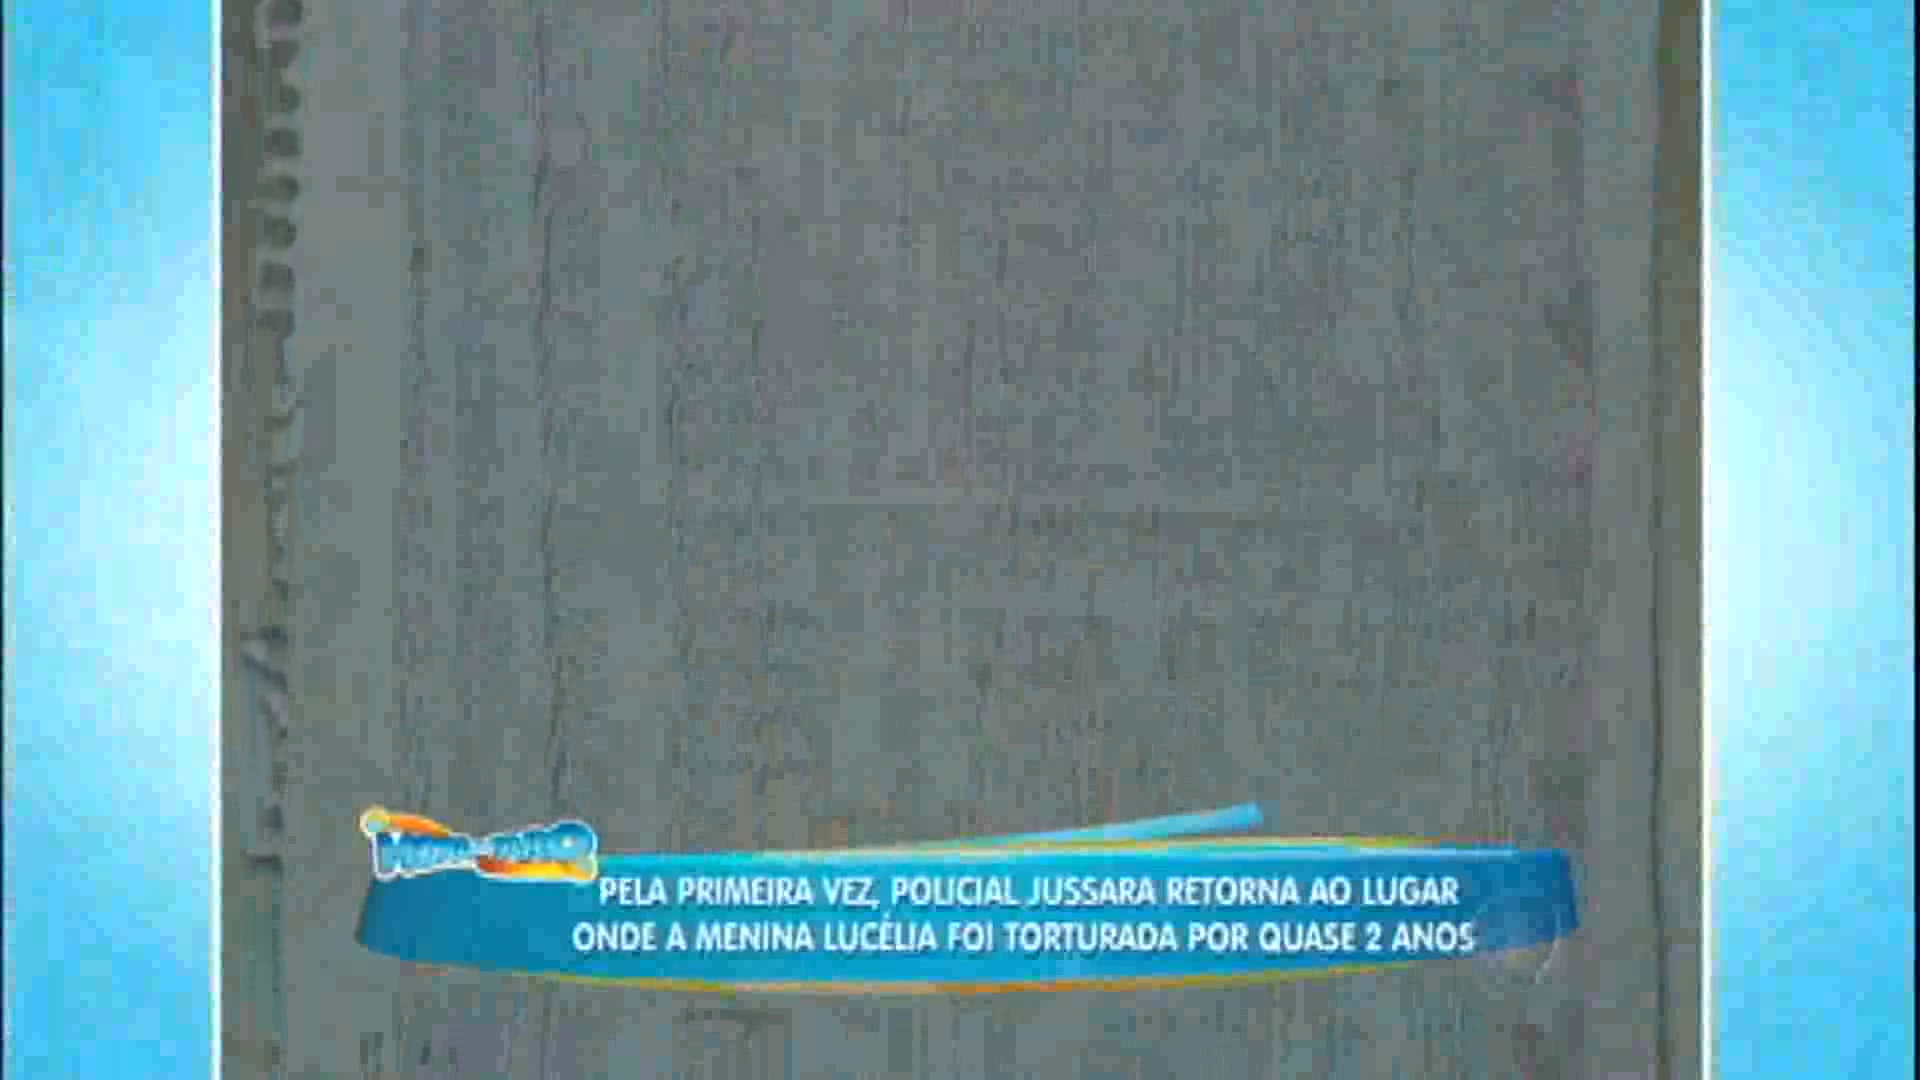 PELA PRIMEIRA VEZ, POLICIAL JUSSARA RETORNA AO LUGAR
ONDE A MENINA LUCÉLIA FOI TORTURADA POR QUASE 2 ANOS